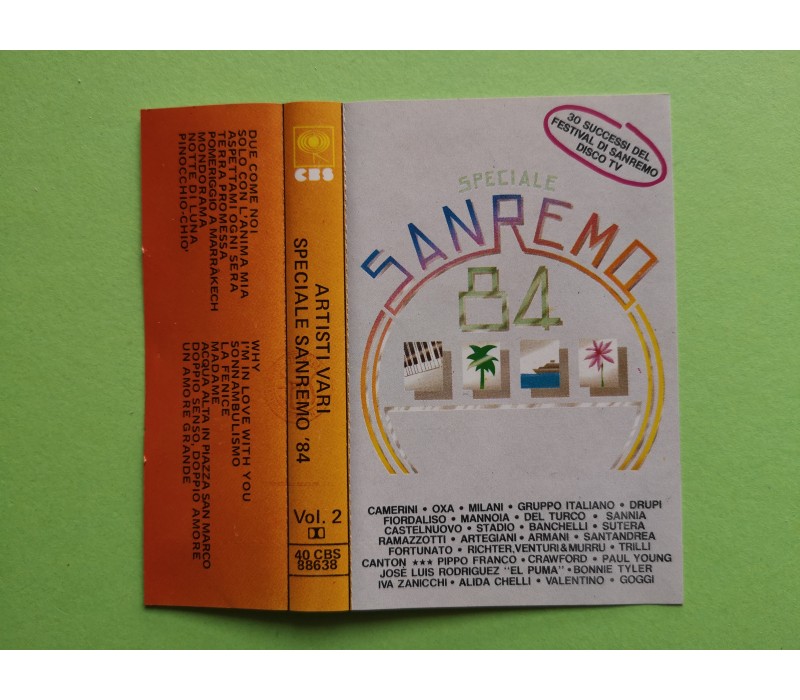 DUE COME NOI
SOLO CON L'ANIMA MIA
ASPETTAMI OGNI SERA
TERRA PROMESSA
POMERIGGIO A MARRÀKECH
MONDORAMA
NOTTE DI LUNA
PINOCCHIO-CHIO'
WHY
I'M IN LOVE WITH YOU
SONNAMBULISMO
LA FENICE
MADAME
ACQUA ALTA IN PIAZZA SAN MARCO
DOPPIO SENSO, DOPPIO AMORE
UN AMORE GRANDE
CBS
ARTISTI VARI
SPECIALE SANREMO '84
Vol. 2
40 CBS
88638
30 SUCCESSI DEL
FESTIVAL DI SANREMO
DISCO TV
SPECIALE
SANREMO
84
CAMERINI • OXA • MILANI • GRUPPO ITALIANO • DRUPI
FIORDALISO • MANNOIA • DEL TURCO • SANNIA
CASTELNUOVO • STADIO • BANCHELLI • SUTERA
RAMAZZOTTI • ARTEGIANI • ARMANI • SANTANDREA
FORTUNATO • RICHTER, VENTURI & MURRU • TRILLI
CANTON *** PIPPO FRANCO • CRAWFORD • PAUL YOUNG
JOSÉ LUIS RODRIGUEZ "EL PUMA" • BONNIE TYLER
IVA ZANICCHI • ALIDA CHELLI • VALENTINO • GOGGI